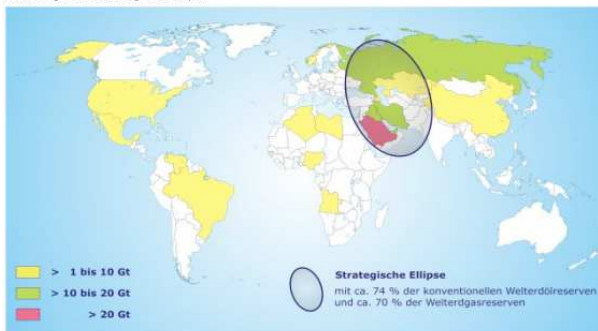 > 1 bis 10 Gt
> 10 bis 20 Gt
> 20 Gt
Strategische Ellipse
mit ca. 74 % der konventionellen Welterdölreserven
und ca. 70 % der Welterdgasreserven